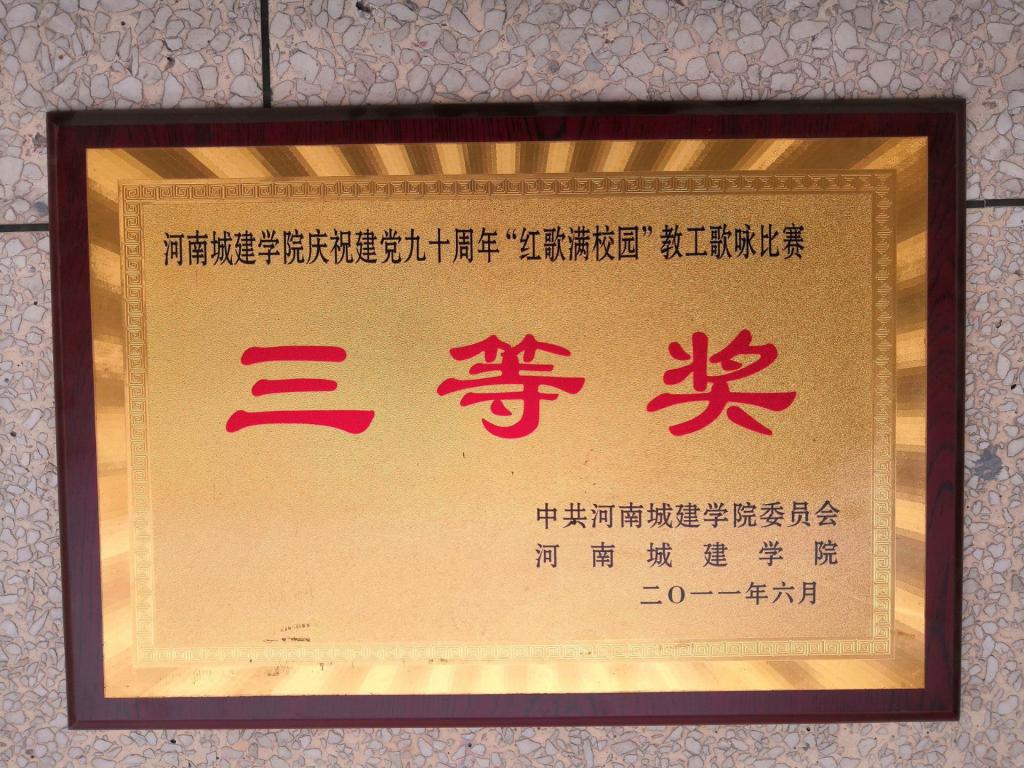 河南城建学院庆祝建党九十周年“红歌满校园”教工歌咏比赛
三等奖
中共河南城建学院委员会
河南城建学院
二〇一一年六月